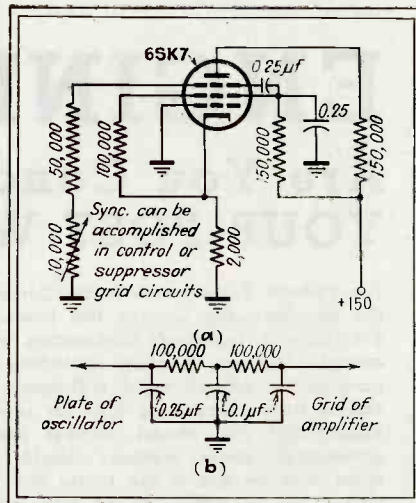 6SK7
0.25µf
0.25
50,000
100,000
150,000
150,000
10,000
Sync. can be
accomplished
in control or
suppressor
grid circuits
2,000
+150
(a)
100,000
100,000
Plate of
oscillator
0.25µf
0.1µf
Grid of
amplifier
(b)